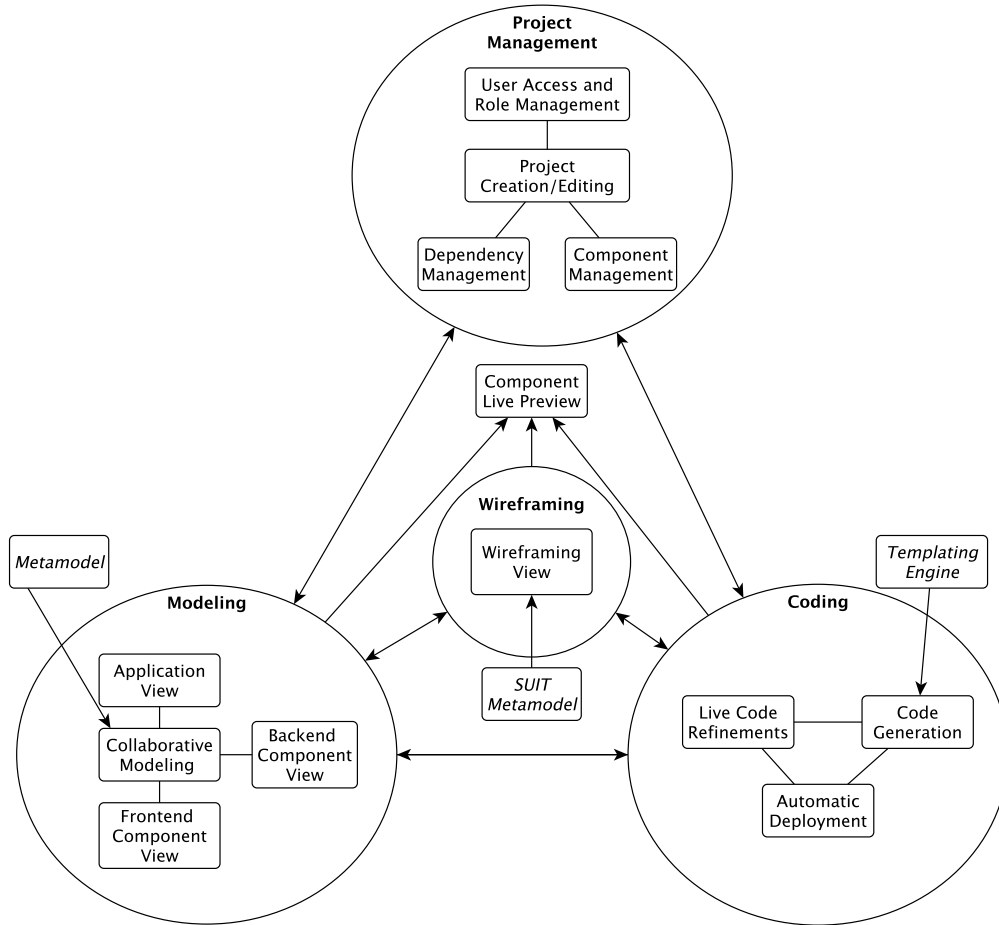 Project
Management
User Access and
Role Management
Project
Creation/Editing
Dependency
Management
Component
Management
Component
Live Preview
Wireframing
Wireframing
View
SUIT
Metamodel
Metamodel
Modeling
Application
View
Collaborative
Modeling
Backend
Component
View
Frontend
Component
View
Templating
Engine
Coding
Live Code
Refinements
Code
Generation
Automatic
Deployment